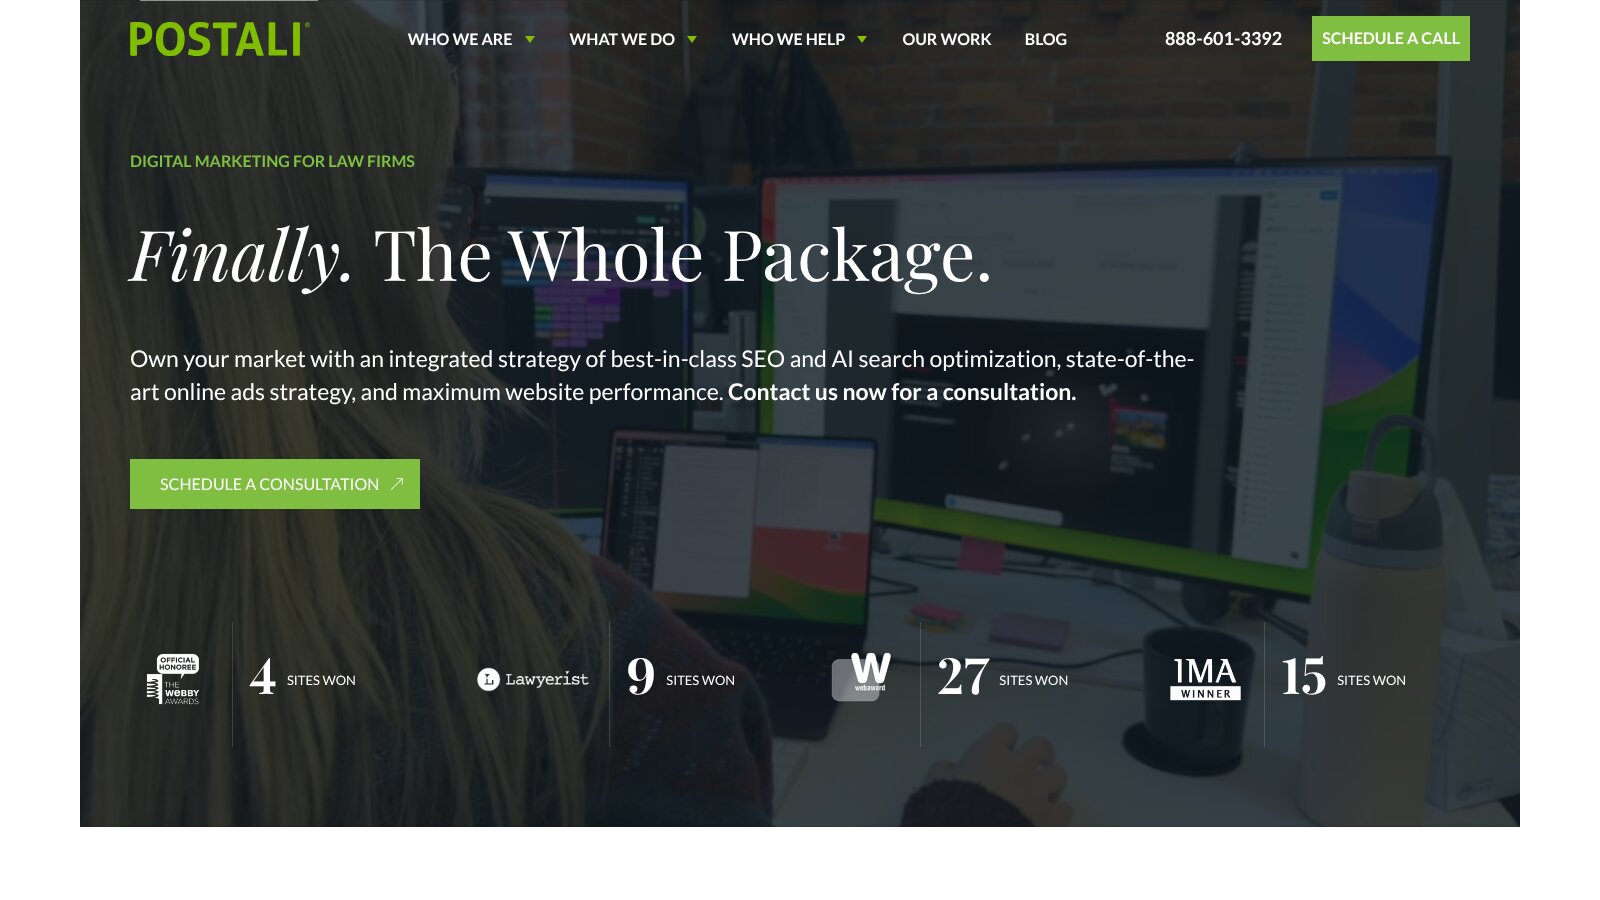 POSTALI®
WHO WE ARE
WHAT WE DO
WHO WE HELP
OUR WORK
BLOG
888-601-3392
SCHEDULE A CALL
DIGITAL MARKETING FOR LAW FIRMS
Finally. The Whole Package.
Own your market with an integrated strategy of best-in-class SEO and AI search optimization, state-of-the-
art online ads strategy, and maximum website performance. Contact us now for a consultation.
SCHEDULE A CONSULTATION
OFFICIAL
HONOREE
THE
WEBBY
AWARDS
4 SITES WON
L Lawyerist
9 SITES WON
W
webaward
27 SITES WON
IMA
WINNER
15 SITES WON